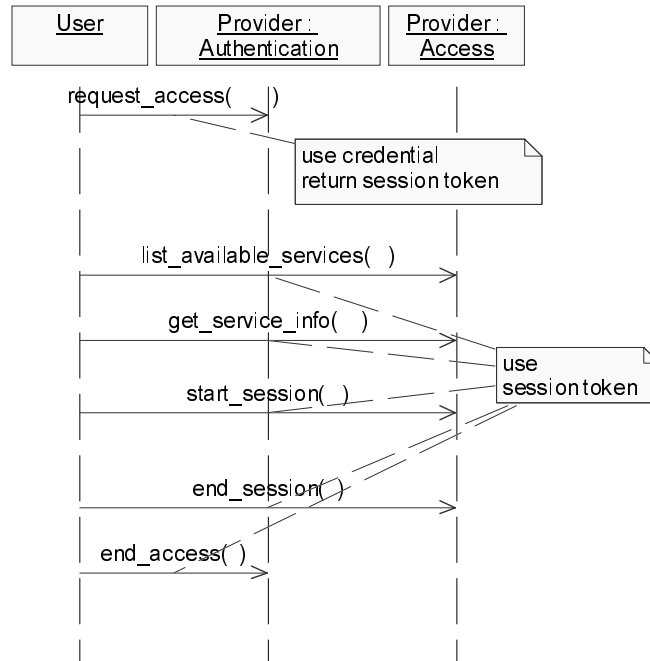 User
Provider :
Authentication
Provider :
Access
request_access( )
use credential
return session token
list_available_services( )
get_service_info( )
use
session token
start_session( )
end_session( )
end_access( )